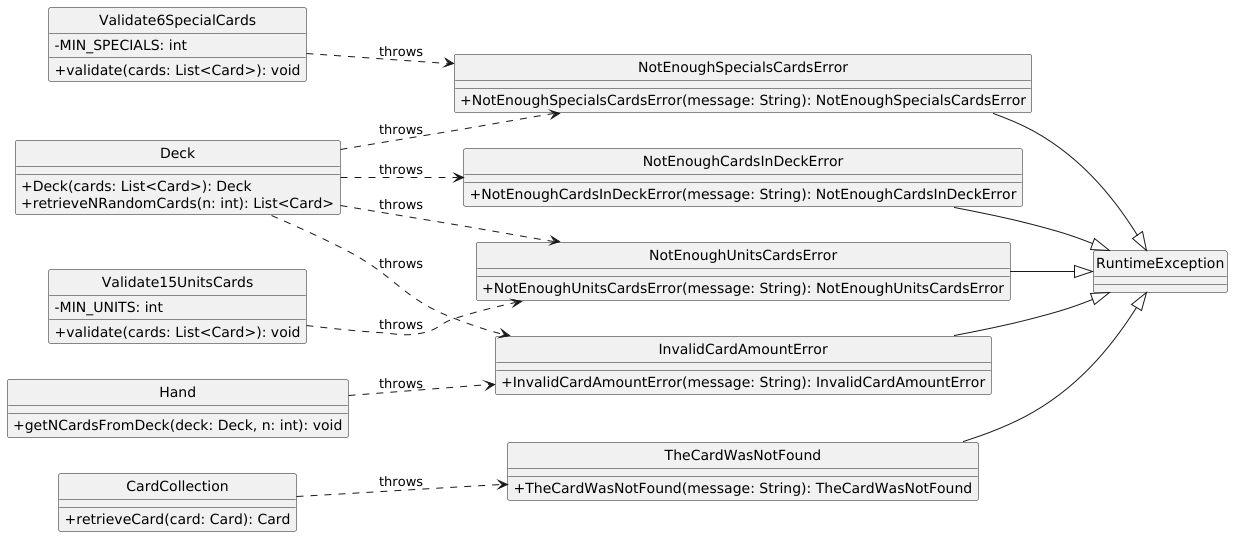 Validate6SpecialCards
-MIN_SPECIALS: int
+validate(cards: List<Card>): void
throws
NotEnoughSpecialsCardsError
+NotEnoughSpecialsCardsError(message: String): NotEnoughSpecialsCardsError
throws
Deck
+Deck(cards: List<Card>): Deck
+retrieveNRandomCards(n: int): List<Card>
throws
NotEnoughCardsInDeckError
+NotEnoughCardsInDeckError(message: String): NotEnoughCardsInDeckError
throws
NotEnoughUnitsCardsError
+NotEnoughUnitsCardsError(message: String): NotEnoughUnitsCardsError
RuntimeException
throws
Validate15UnitsCards
-MIN_UNITS: int
+validate(cards: List<Card>): void
throws
InvalidCardAmountError
+InvalidCardAmountError(message: String): InvalidCardAmountError
Hand
+getNCardsFromDeck(deck: Deck, n: int): void
throws
TheCardWasNotFound
+TheCardWasNotFound(message: String): TheCardWasNotFound
CardCollection
+retrieveCard(card: Card): Card
throws